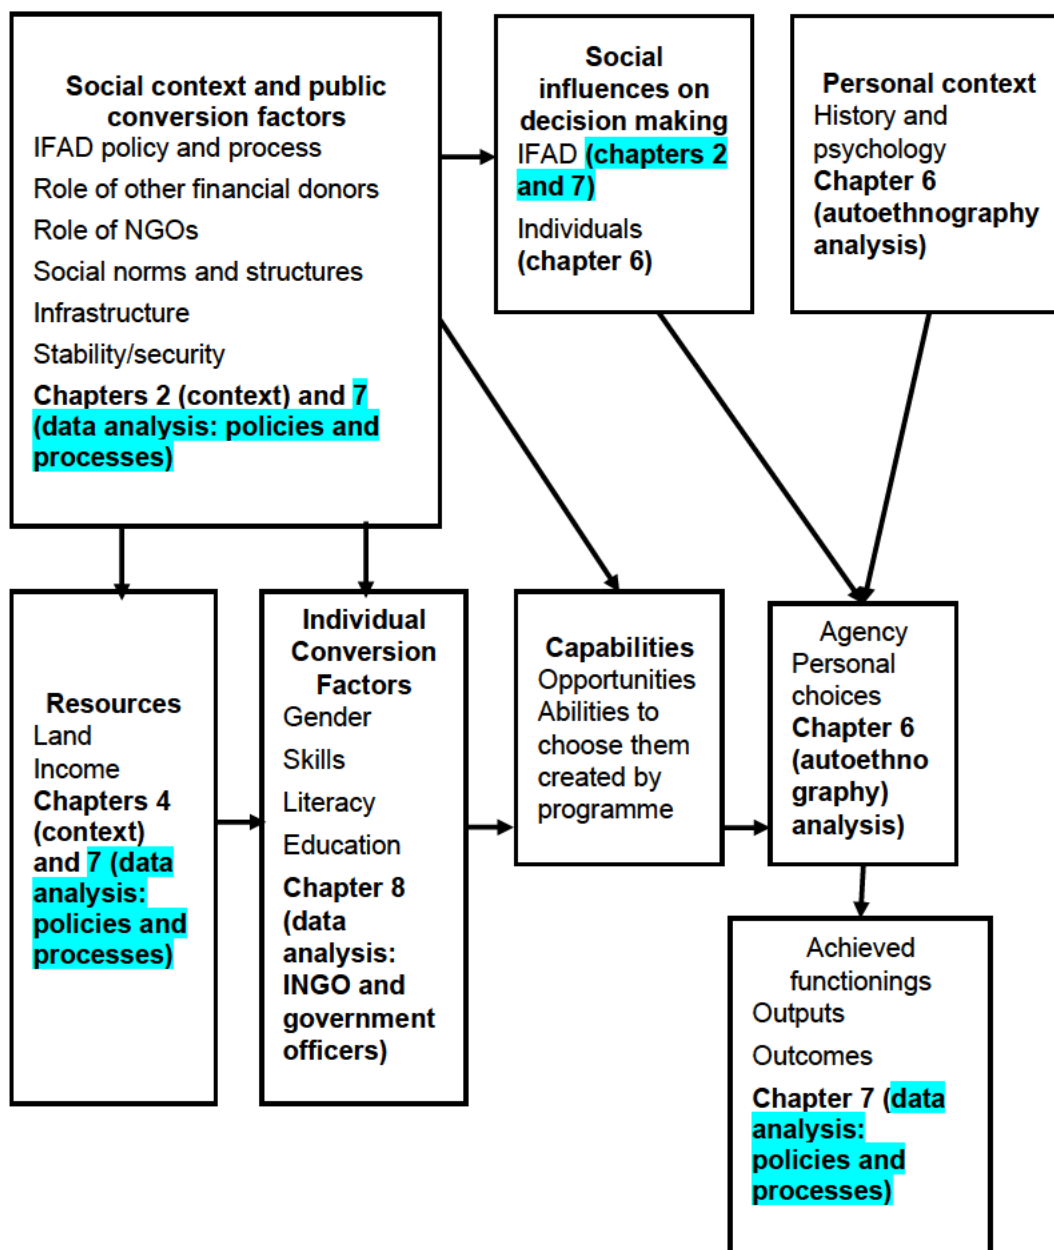 Social context and public
conversion factors
IFAD policy and process
Role of other financial donors
Role of NGOs
Social norms and structures
Infrastructure
Stability/security
Chapters 2 (context) and 7
(data analysis: policies and
processes)
Social
influences on
decision making
IFAD (chapters 2
and 7)
Individuals
(chapter 6)
Personal context
History and
psychology
Chapter 6
(autoethnography
analysis)
Resources
Land
Income
Chapters 4
(context)
and 7 (data
analysis:
policies and
processes)
Individual
Conversion
Factors
Gender
Skills
Literacy
Education
Chapter 8
(data
analysis:
INGO and
government
officers)
Capabilities
Opportunities
Abilities to
choose them
created by
programme
Agency
Personal
choices
Chapter 6
(autoethno
graphy)
analysis)
Achieved
functionings
Outputs
Outcomes
Chapter 7 (data
analysis:
policies and
processes)